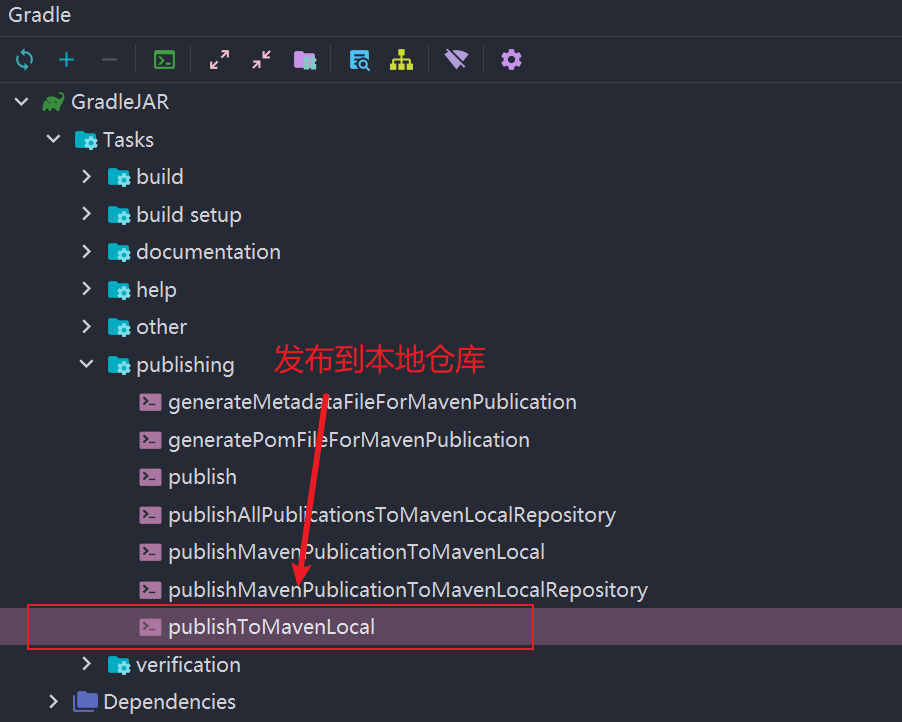 Gradle
GradleJAR
Tasks
build
build setup
documentation
help
other
publishing
发布到本地仓库
generateMetadataFileForMavenPublication
generatePomFileForMavenPublication
publish
publishAllPublicationsToMavenLocalRepository
publishMavenPublicationToMavenLocal
publishMavenPublicationToMavenLocalRepository
publishToMavenLocal
verification
Dependencies